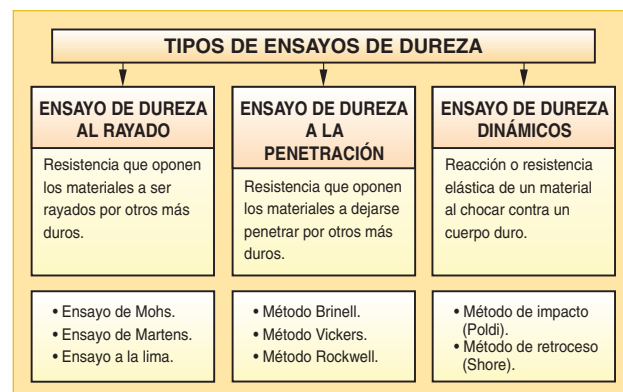 TIPOS DE ENSAYOS DE DUREZA
ENSAYO DE DUREZA
AL RAYADO
Resistencia que oponen
los materiales a ser
rayados por otros más
duros.
• Ensayo de Mohs.
• Ensayo de Martens.
• Ensayo a la lima.
ENSAYO DE DUREZA
A LA
PENETRACIÓN
Resistencia que oponen
los materiales a dejarse
penetrar por otros más
duros.
• Método Brinell.
• Método Vickers.
• Método Rockwell.
ENSAYO DE DUREZA
DINÁMICOS
Reacción o resistencia
elástica de un material
al chocar contra un
cuerpo duro.
• Método de impacto
(Poldi).
• Método de retroceso
(Shore).